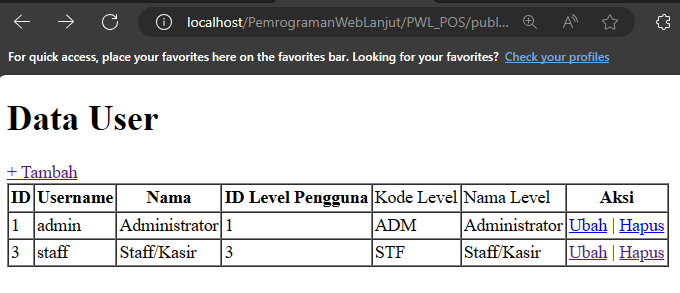 localhost/PemrogramanWebLanjut/PWL_POS/publ...
For quick access, place your favorites here on the favorites bar. Looking for your favorites? Check your profiles
Data User
+ Tambah
ID Username Nama ID Level Pengguna Kode Level Nama Level Aksi
1 admin Administrator 1 ADM Administrator Ubah | Hapus
3 staff Staff/Kasir 3 STF Staff/Kasir Ubah | Hapus